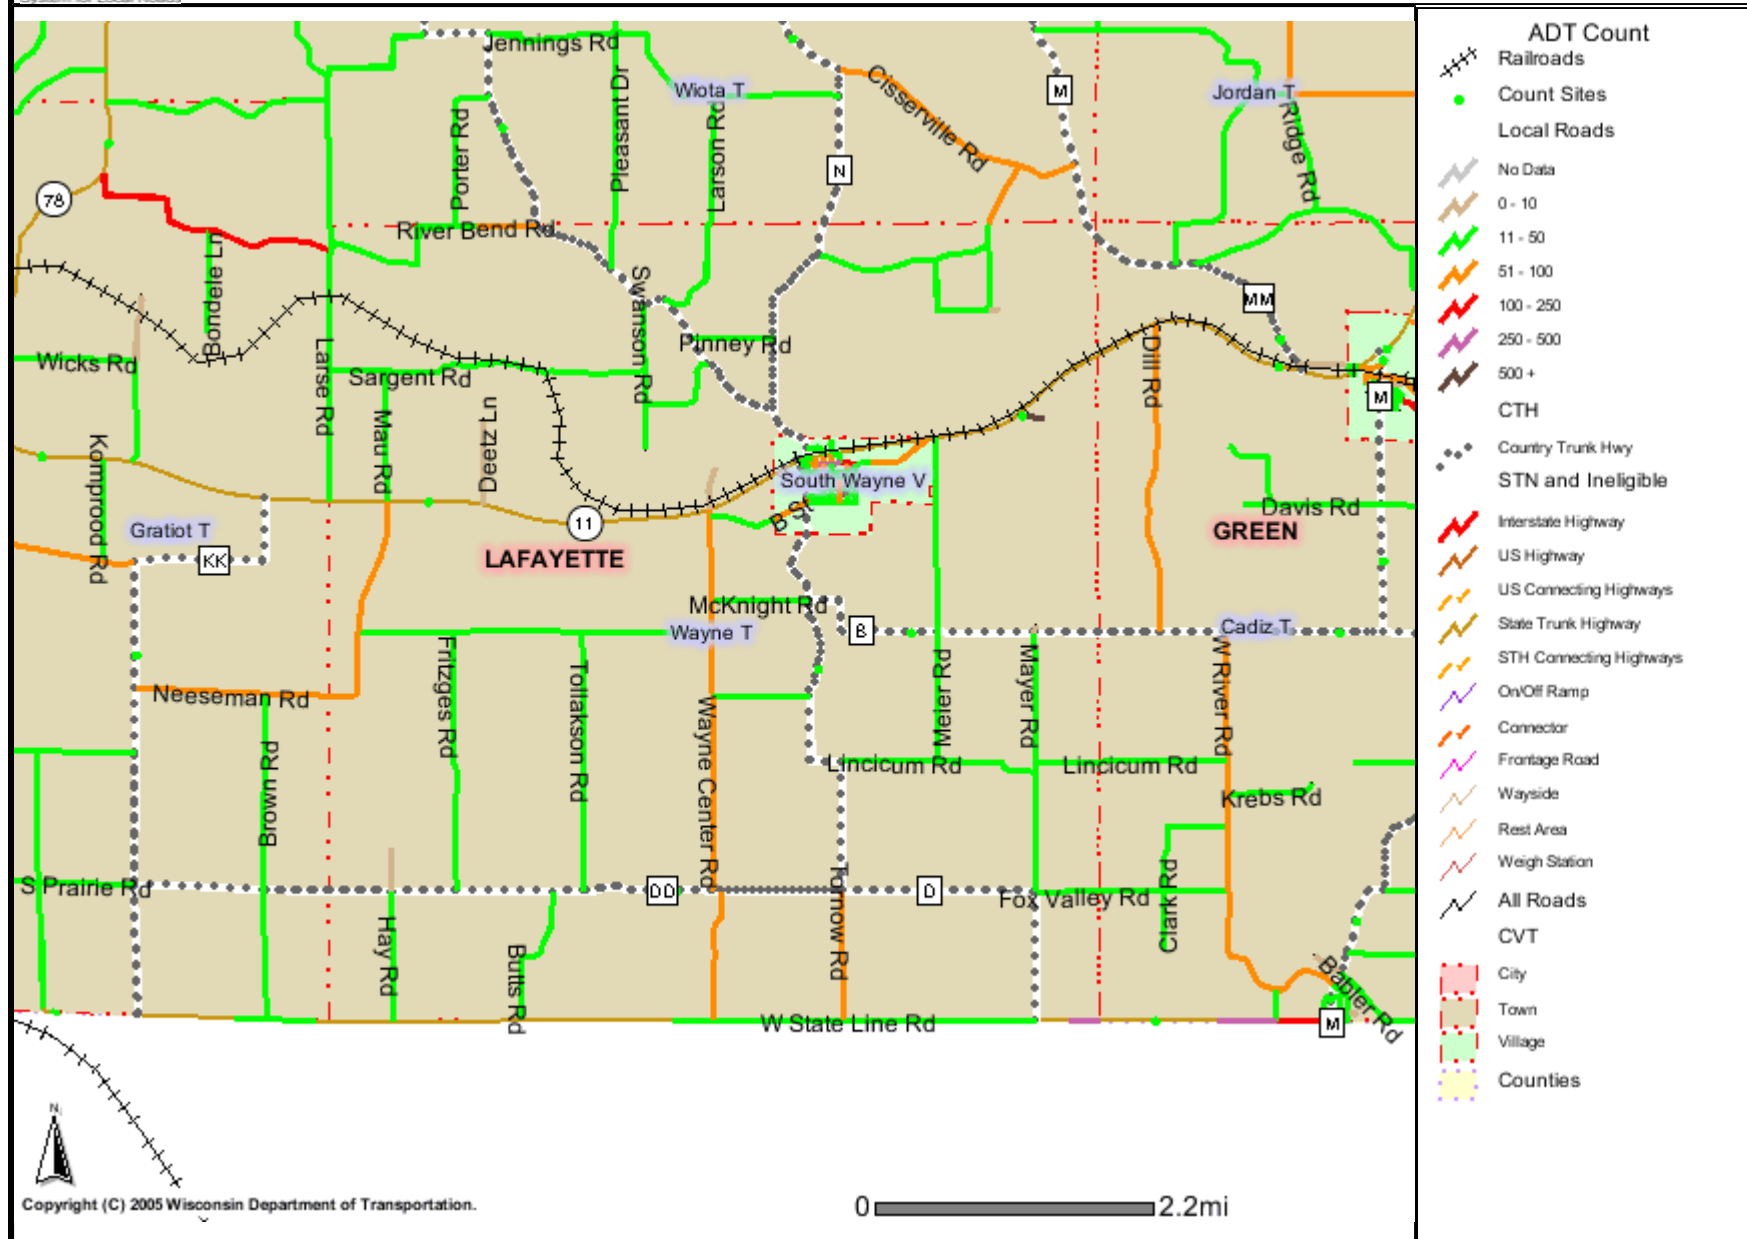 System for Local Roads
Jennings Rd
Pleasant Dr
Wiota T
Cisserville Rd
M
Jordan T
Ridge Rd
Porter Rd
Larson Rd
N
78
River Bend Rd
Bondele Ln
Swanson Rd
MM
Wicks Rd
Larse Rd
Sargent Rd
Pinney Rd
Dill Rd
M
Komprood Rd
Mau Rd
Deetz Ln
South Wayne V
B St
Davis Rd
Gratiot T
11
GREEN
KK
LAFAYETTE
McKnight Rd
Wayne T
B
Cadiz T
Neeseman Rd
Fritzges Rd
Tollakson Rd
Wayne Center Rd
Meier Rd
Mayer Rd
W River Rd
Lincicum Rd
Lincicum Rd
Krebs Rd
Brown Rd
S Prairie Rd
DD
D
Tornow Rd
Fox Valley Rd
Clark Rd
Hay Rd
Butts Rd
Babler Rd
W State Line Rd
M
N
Copyright (C) 2005 Wisconsin Department of Transportation.
0 2.2mi
ADT Count
Railroads
Count Sites
Local Roads
No Data
0 - 10
11 - 50
51 - 100
100 - 250
250 - 500
500 +
CTH
Country Trunk Hwy
STN and Ineligible
Interstate Highway
US Highway
US Connecting Highways
State Trunk Highway
STH Connecting Highways
On/Off Ramp
Connector
Frontage Road
Wayside
Rest Area
Weigh Station
All Roads
CVT
City
Town
Village
Counties